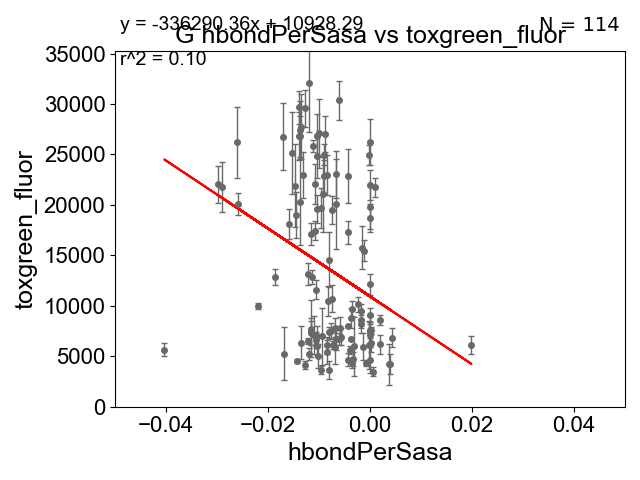 y = -336290.36x + 10928.29
N = 114
G hbondPerSasa vs toxgreen_fluor
r^2 = 0.10
35000
30000
25000
20000
15000
10000
5000
0
toxgreen_fluor
−0.04
−0.02
0.00
0.02
0.04
hbondPerSasa